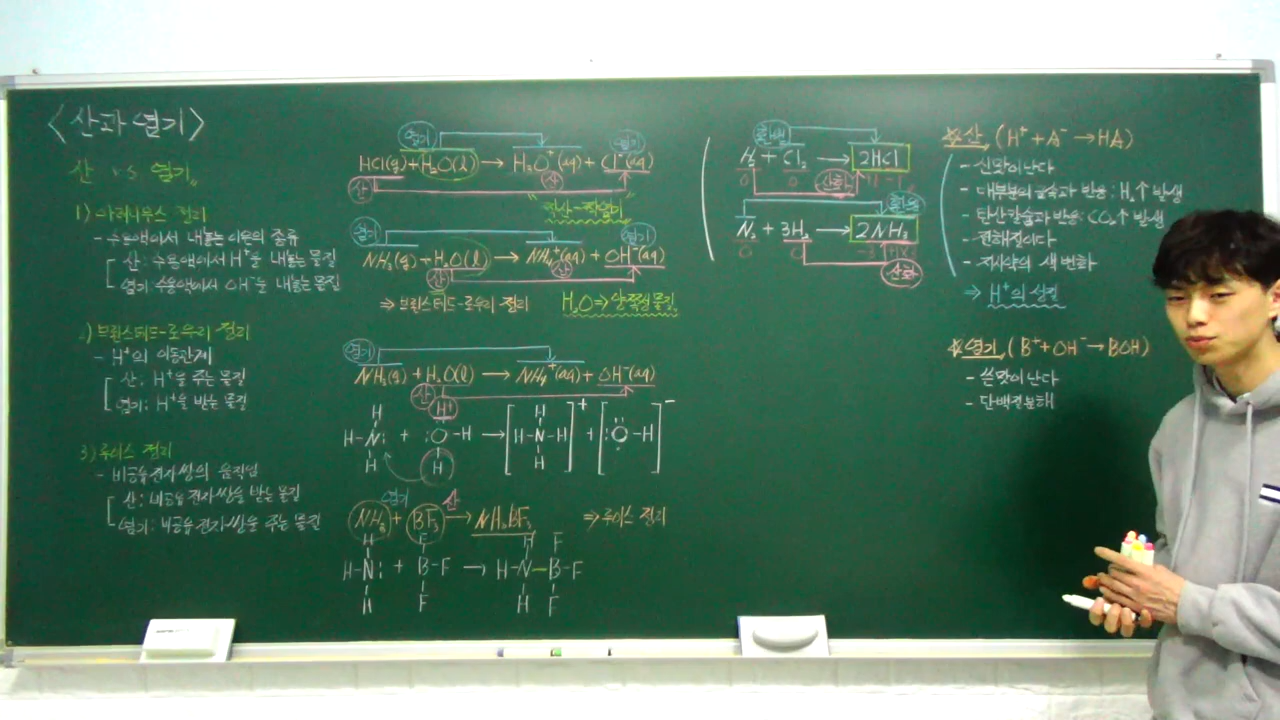 <산과 염기>
산 vs 염기
1) 아레니우스 정의
- 수용액에서 내놓는 이온의 종류
산: 수용액에서 H⁺을 내놓는 물질
염기: 수용액에서 OH⁻을 내놓는 물질
2) 브뢴스테드-로우리 정의
- H⁺의 이동관계
산: H⁺을 주는 물질
염기: H⁺을 받는 물질
3) 루이스 정의
- 비공유전자쌍의 움직임
산: 비공유전자쌍을 받는 물질
염기: 비공유전자쌍을 주는 물질
염기 염기
HCl(g) + H₂O(l) → H₃O⁺(aq) + Cl⁻(aq)
산 산
염기 염기
NH₃(g) + H₂O(l) → NH₄⁺(aq) + OH⁻(aq)
산 산
⇒ 브뢴스테드-로우리 정의 H₂O ⇒ 양쪽성 물질
염기
NH₃(g) + H₂O(l) → NH₄⁺(aq) + OH⁻(aq)
산
H⁺
H H
H-N: + :O-H → [H-N-H]⁺ + [:O-H]⁻
H H H
염기 산
NH₃ + BF₃ → NH₃BF₃ ⇒ 루이스 정의
H F H F
H-N: + B-F → H-N-B-F
H F H F
환원
H₂ + Cl₂ → 2HCl
0 0
산화
환원
N₂ + 3H₂ → 2NH₃
0 0
산화
※산 (H⁺ + A⁻ → HA)
- 신맛이 난다
- 대부분의 금속과 반응: H₂↑ 발생
- 탄산칼슘과 반응: CO₂↑ 발생
- 전해질이다
- 지시약의 색 변화
⇒ H⁺의 성질
※염기 (B⁺ + OH⁻ → BOH)
- 쓴맛이 난다
- 단백질 분해